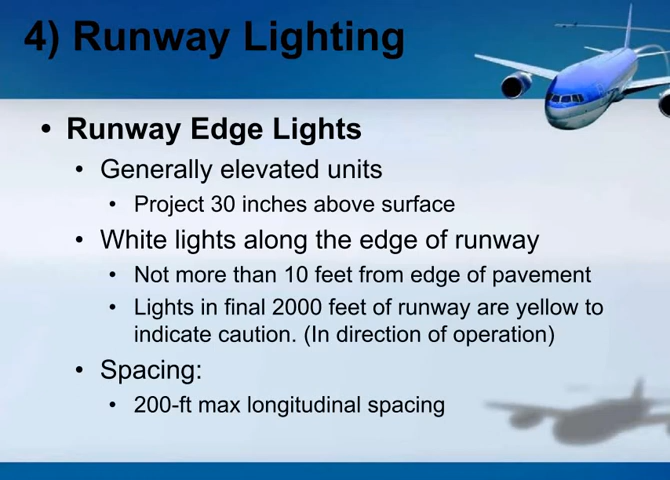 4) Runway Lighting
• Runway Edge Lights
• Generally elevated units
• Project 30 inches above surface
• White lights along the edge of runway
• Not more than 10 feet from edge of pavement
• Lights in final 2000 feet of runway are yellow to
indicate caution. (In direction of operation)
• Spacing:
• 200-ft max longitudinal spacing